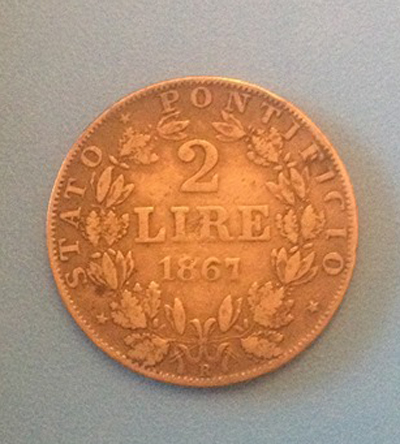 STATO * PONTIFICIO
2
LIRE
1867
R